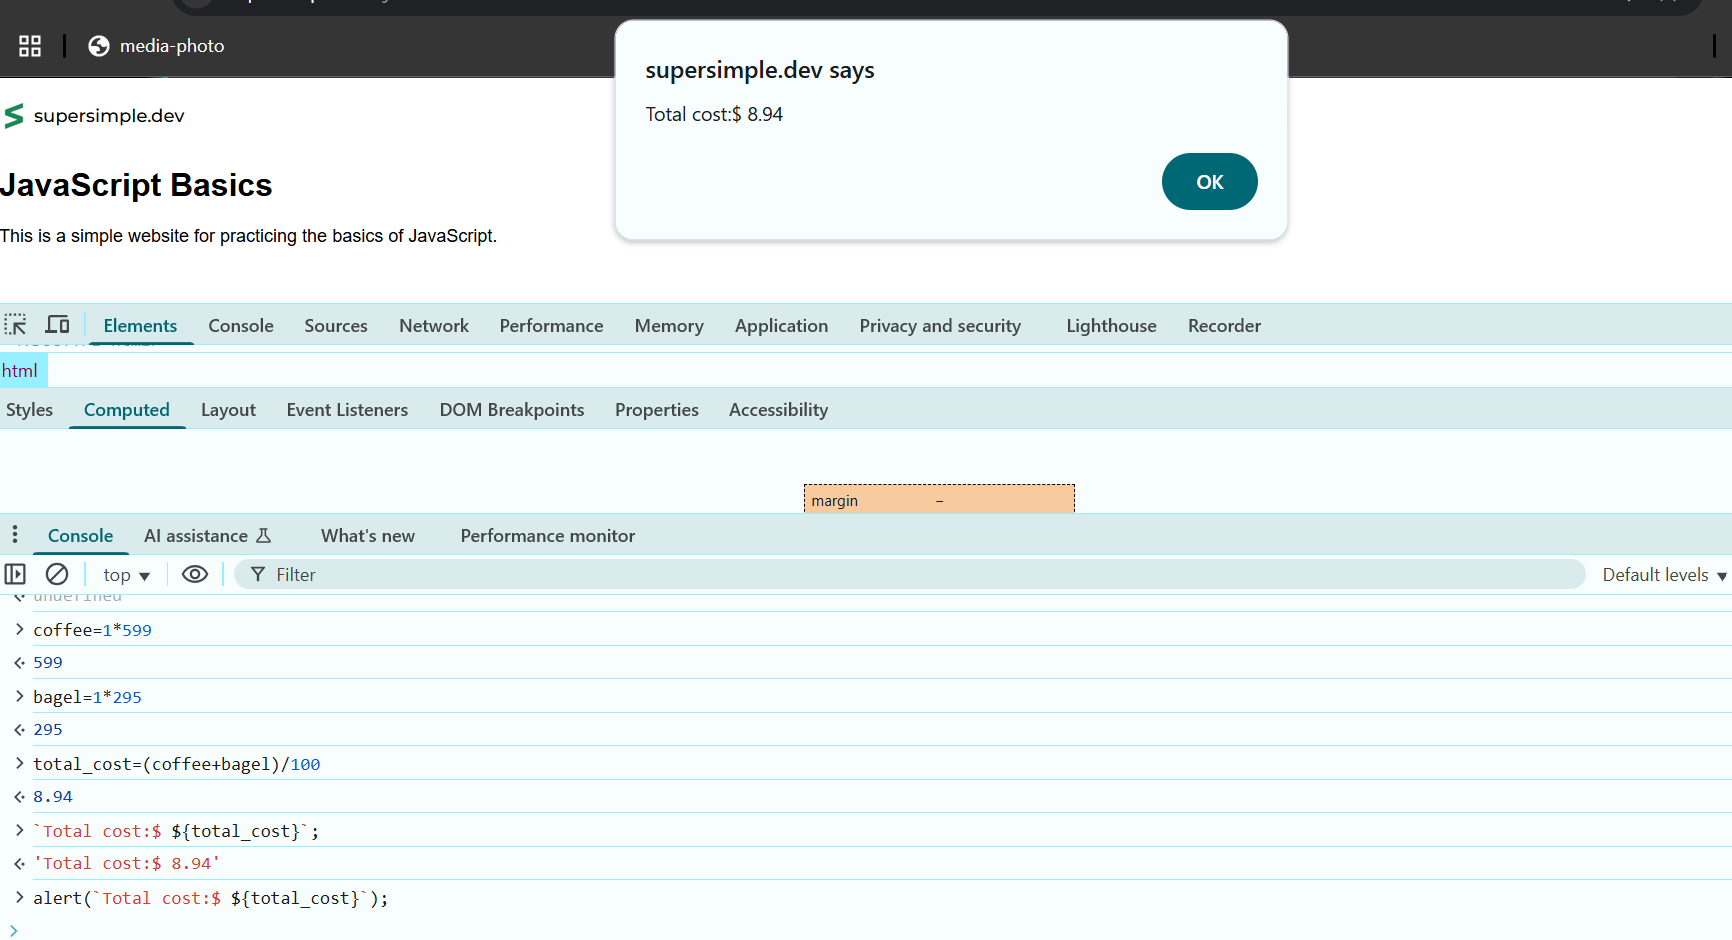 media-photo
supersimple.dev says
Total cost:$ 8.94
OK
supersimple.dev
JavaScript Basics
This is a simple website for practicing the basics of JavaScript.
Elements Console Sources Network Performance Memory Application Privacy and security Lighthouse Recorder
html
Styles Computed Layout Event Listeners DOM Breakpoints Properties Accessibility
margin –
Console AI assistance What's new Performance monitor
top Filter Default levels
undefined
coffee=1*599
599
bagel=1*295
295
total_cost=(coffee+bagel)/100
8.94
`Total cost:$ ${total_cost}`;
'Total cost:$ 8.94'
alert(`Total cost:$ ${total_cost}`);